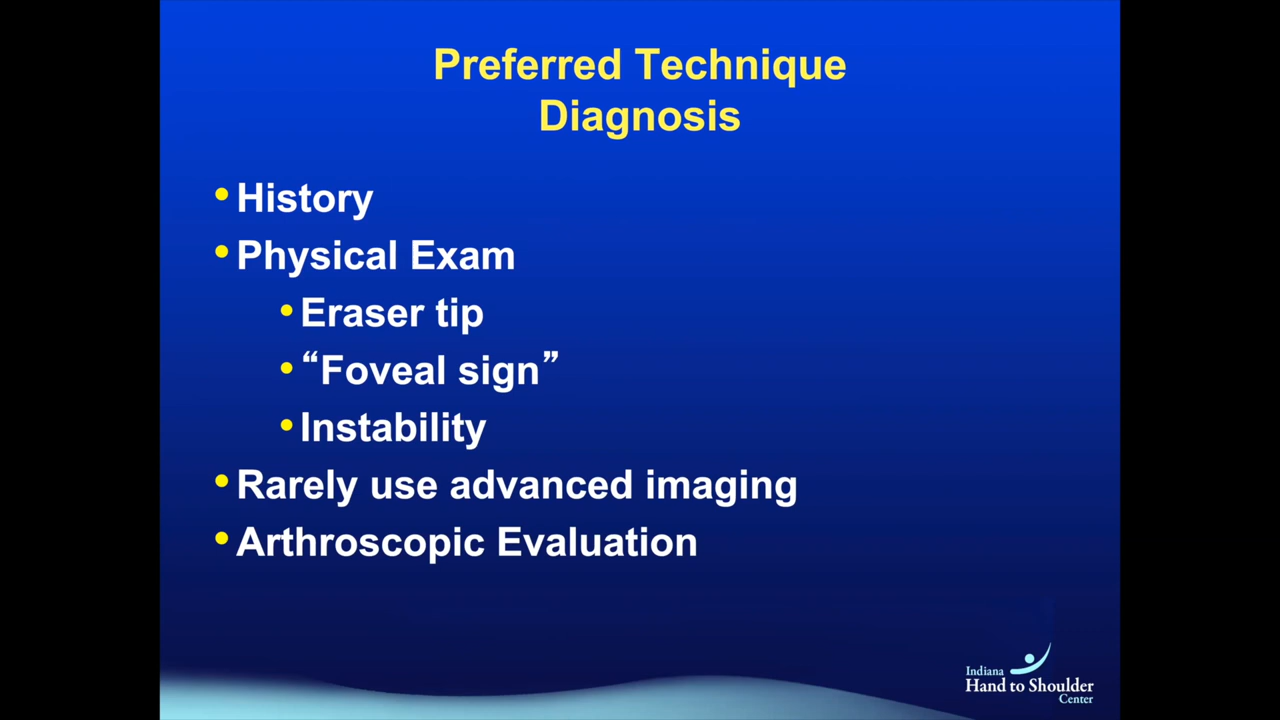 Preferred Technique
Diagnosis
• History
• Physical Exam
• Eraser tip
• “Foveal sign”
• Instability
• Rarely use advanced imaging
• Arthroscopic Evaluation
Indiana
Hand to Shoulder
Center